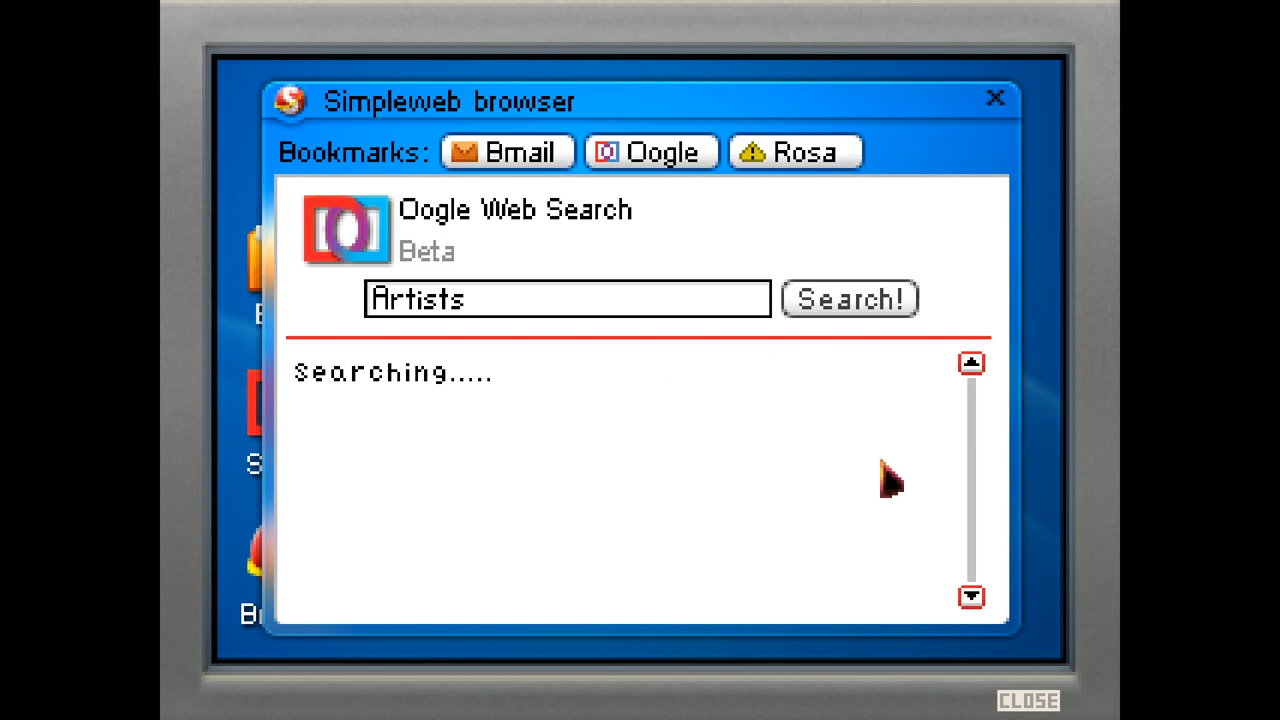 Simpleweb browser
Bookmarks: Bmail Oogle Rosa
Oogle Web Search
Beta
Artists Search!
Searching.....
CLOSE